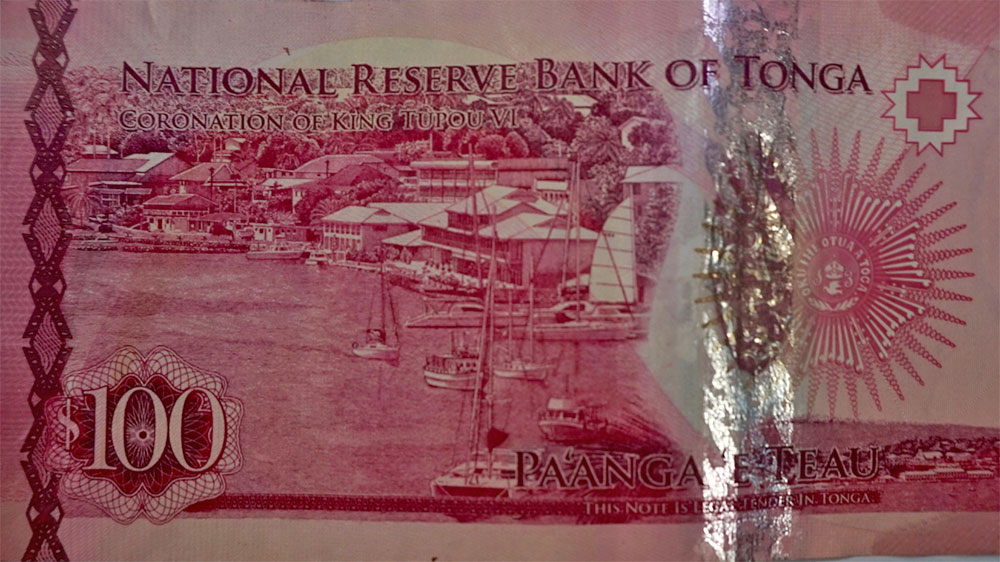 NATIONAL RESERVE BANK OF TONGA
CORONATION OF KING TUPOU VI
$100
PA'ANGA 'E TEAU
THIS NOTE IS LEGAL TENDER IN TONGA.